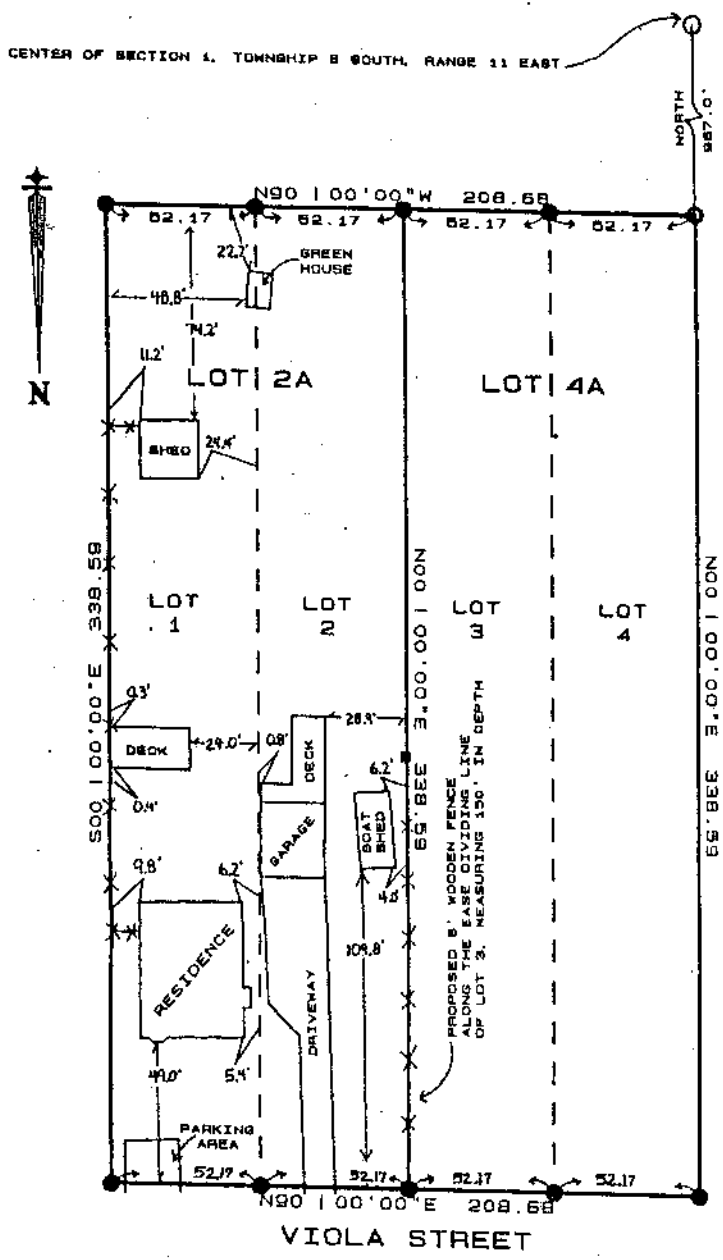 CENTER OF SECTION 1, TOWNSHIP 8 SOUTH, RANGE 11 EAST
NORTH
N90 | 00'00"W 208.68
52.17
52.17
52.17
52.17
22.7'
GREEN
HOUSE
48.8'
74.2'
N
11.2'
LOT 2A
LOT 4A
SHED
24.4'
S00 | 00'00"E 338.59
LOT
1
LOT
2
LOT
3
LOT
4
N00 | 00'00"E 338.59
N00 | 00'00"E 338.59
0.3'
DECK
24.0'
0.4'
0.8'
DECK
28.9'
6.2'
BOAT
SHED
GARAGE
4.0'
9.8'
6.2'
RESIDENCE
109.8'
DRIVEWAY
PROPOSED 8' WOODEN FENCE
ALONG THE EASE DIVIDING LINE
OF LOT 3, MEASURING 150' IN DEPTH
49.0'
5.4'
PARKING
AREA
52.17
52.17
52.17
52.17
N90 | 00'00"E 208.68
VIOLA STREET